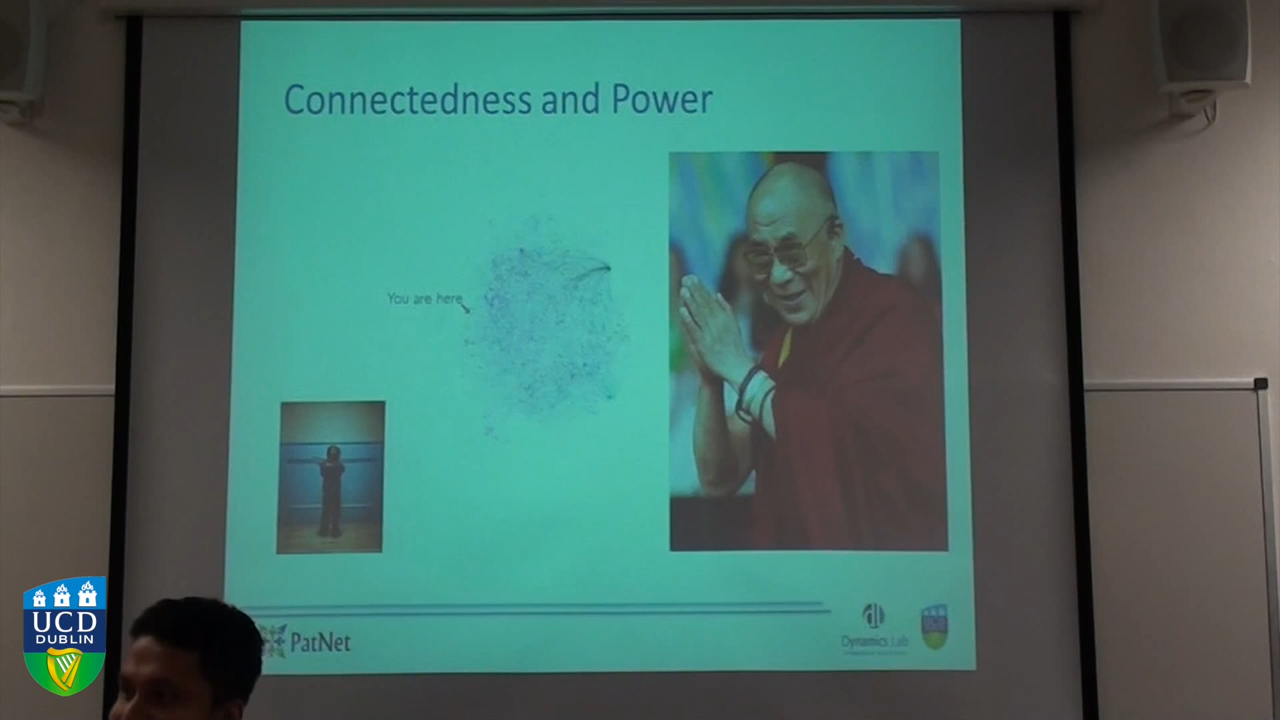 Connectedness and Power
You are here
PatNet
Dynamics Lab
UCD
DUBLIN